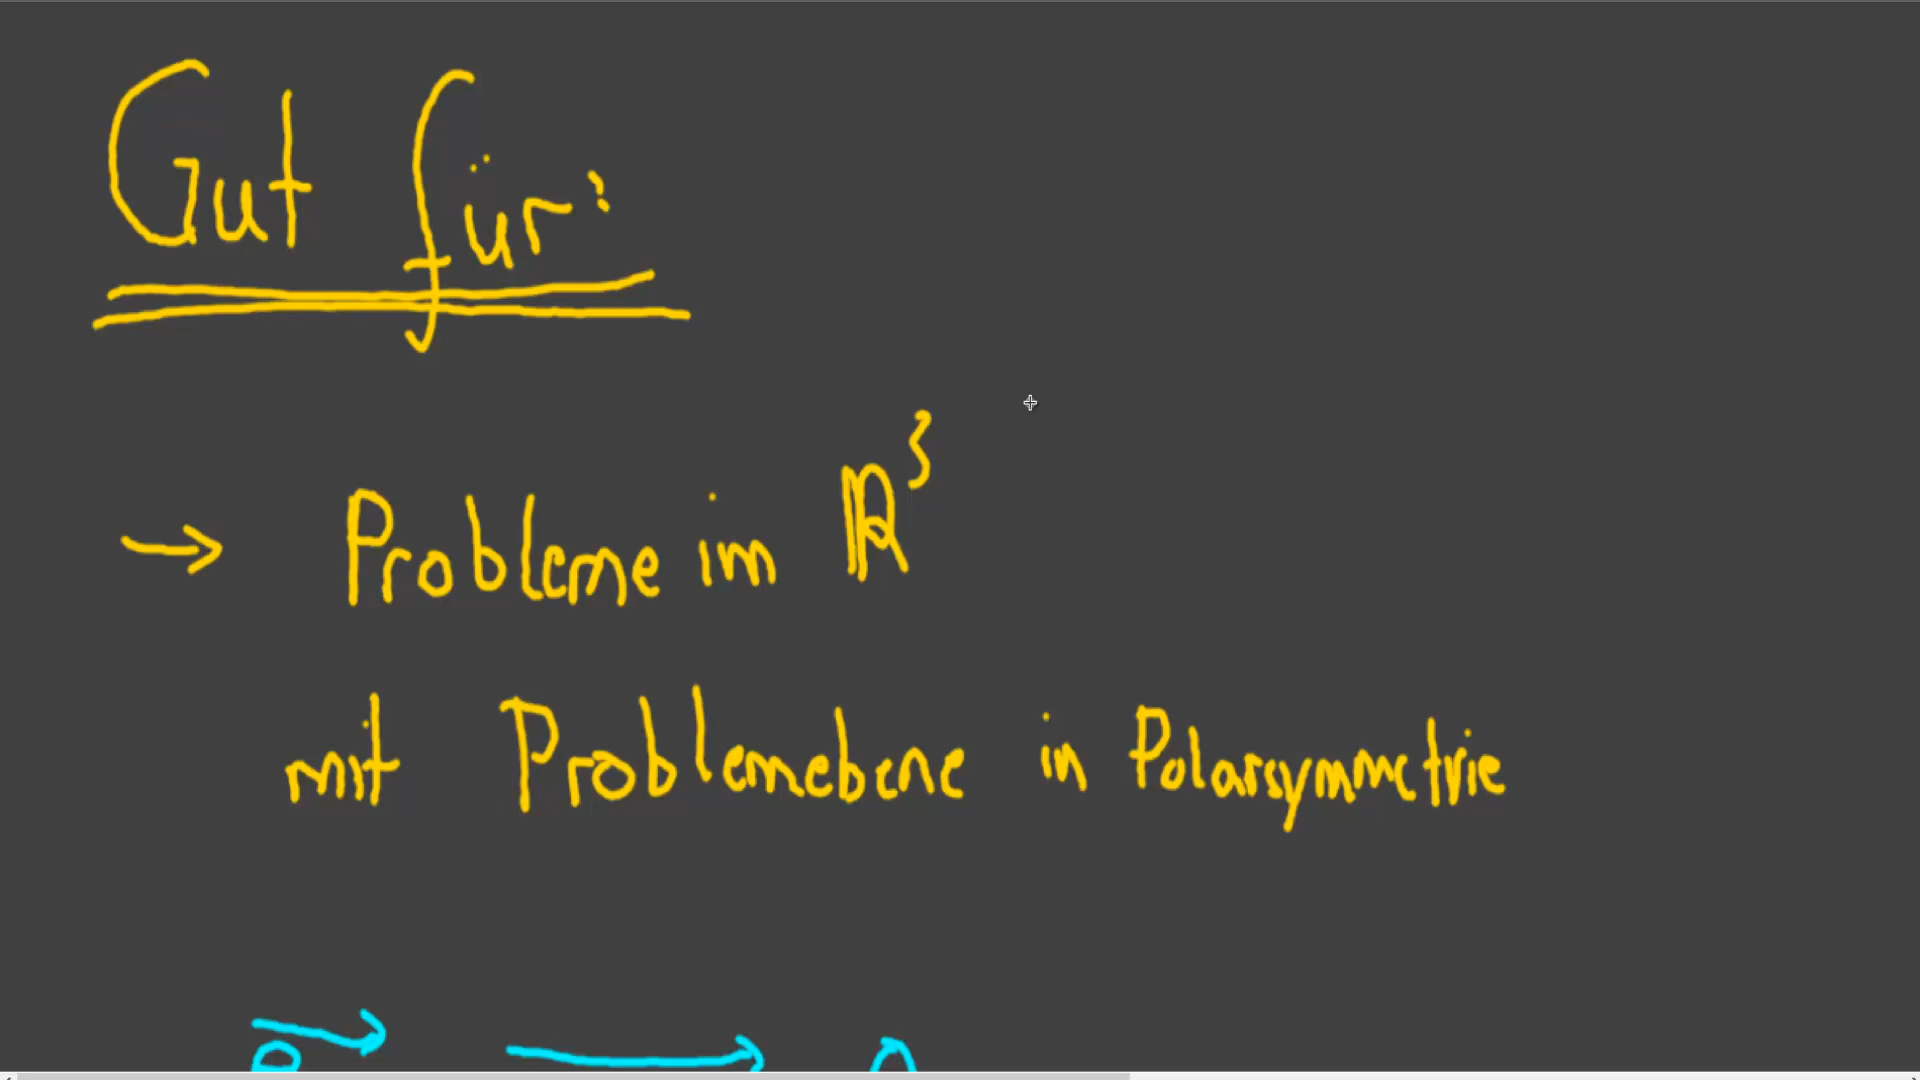 Gut für:
→ Probleme im ℝ³
mit Problemebene in Polarsymmetrie